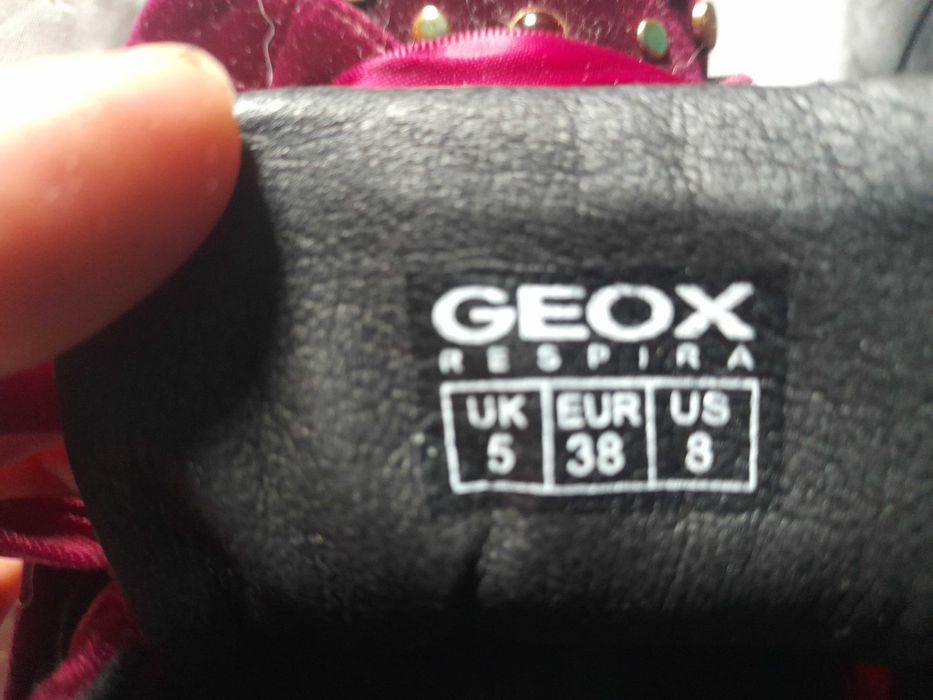 GEOX
RESPIRA
UK EUR US
5 38 8